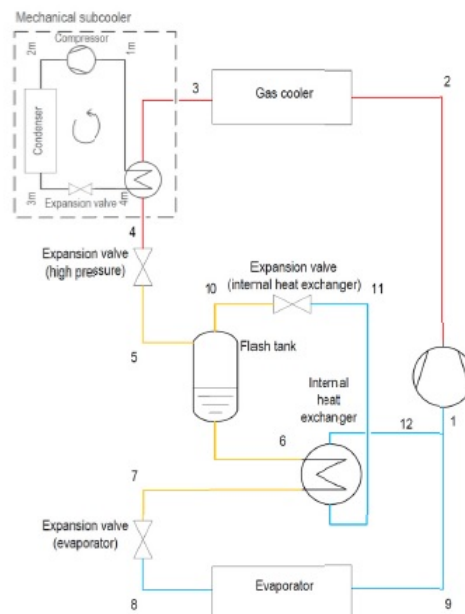 Mechanical subcooler
Compressor
2m
1m
Condenser
Expansion valve
3m
4m
3
Gas cooler
2
4
Expansion valve
(high pressure)
10
Expansion valve
(internal heat exchanger)
11
5
Flash tank
Internal
heat
exchanger
12
1
6
7
Expansion valve
(evaporator)
8
Evaporator
9